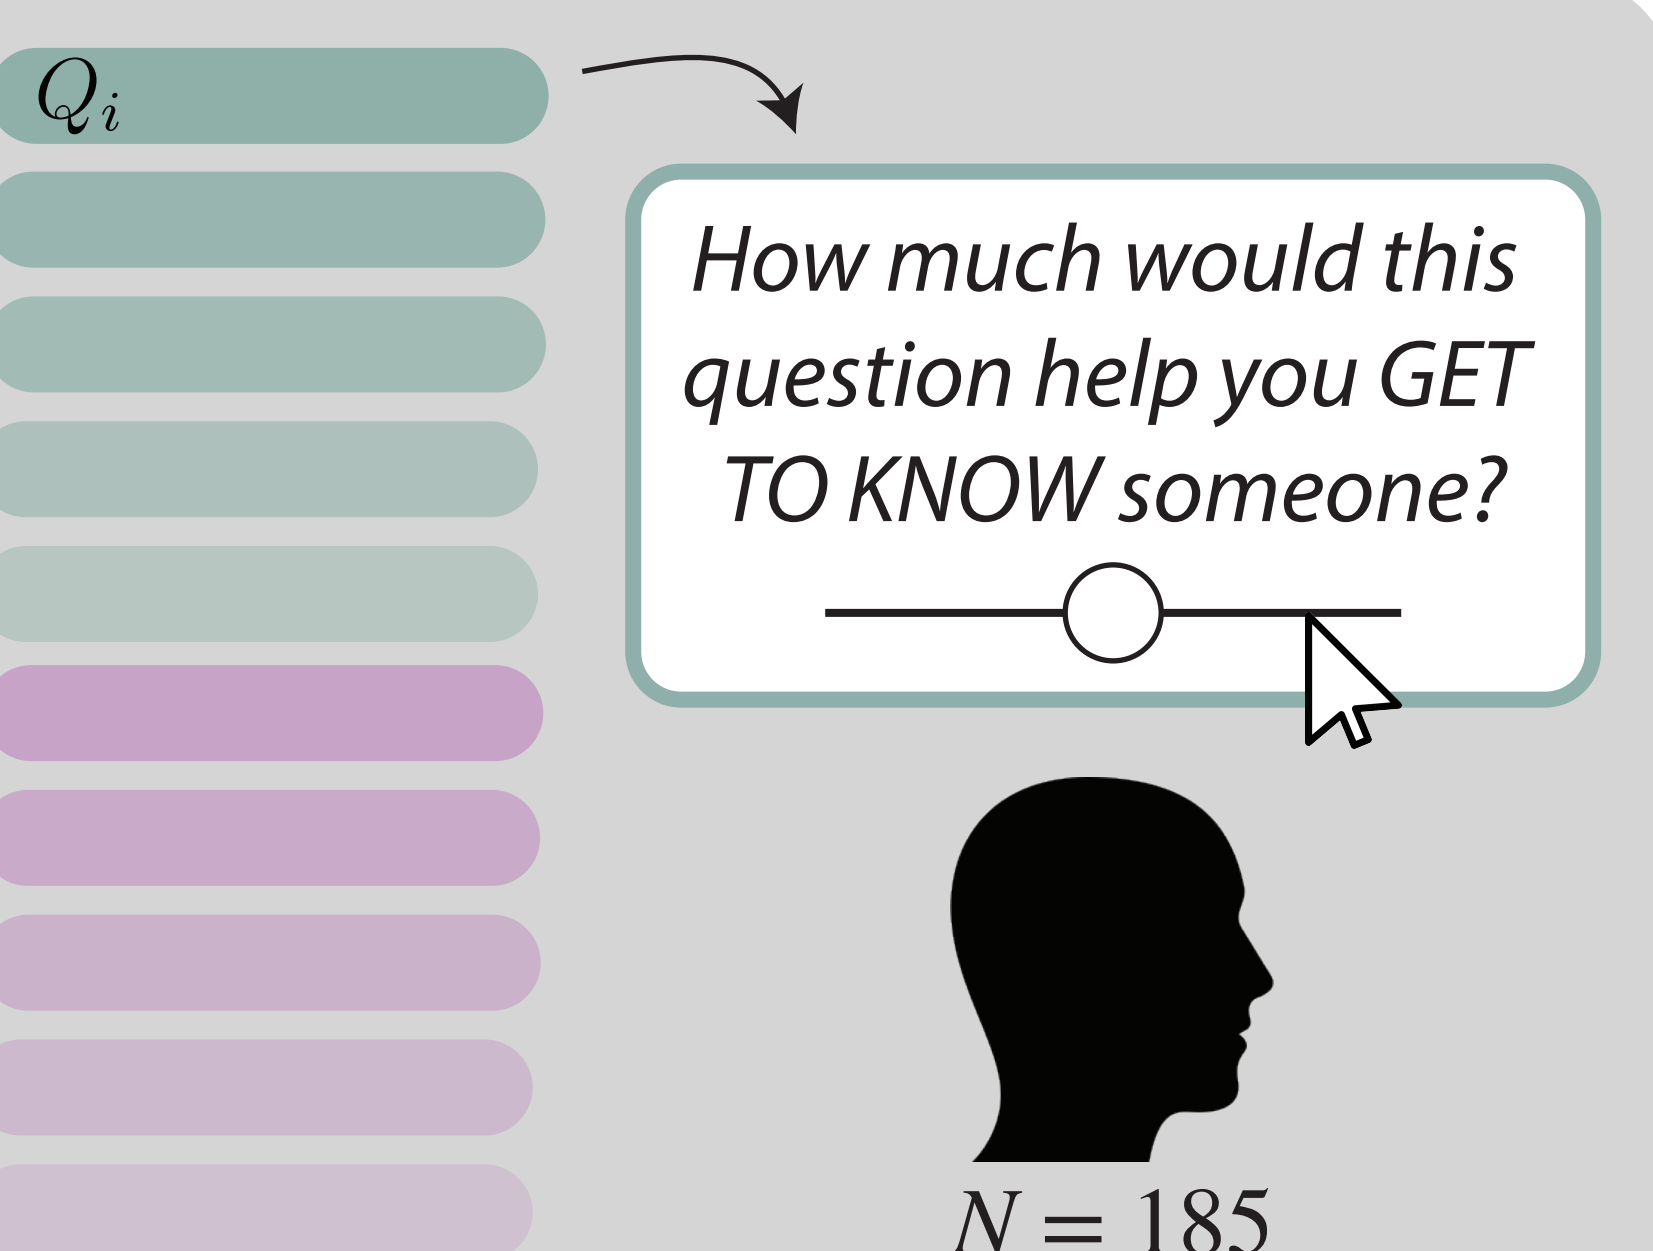 Qi
How much would this
question help you GET
TO KNOW someone?
N = 185